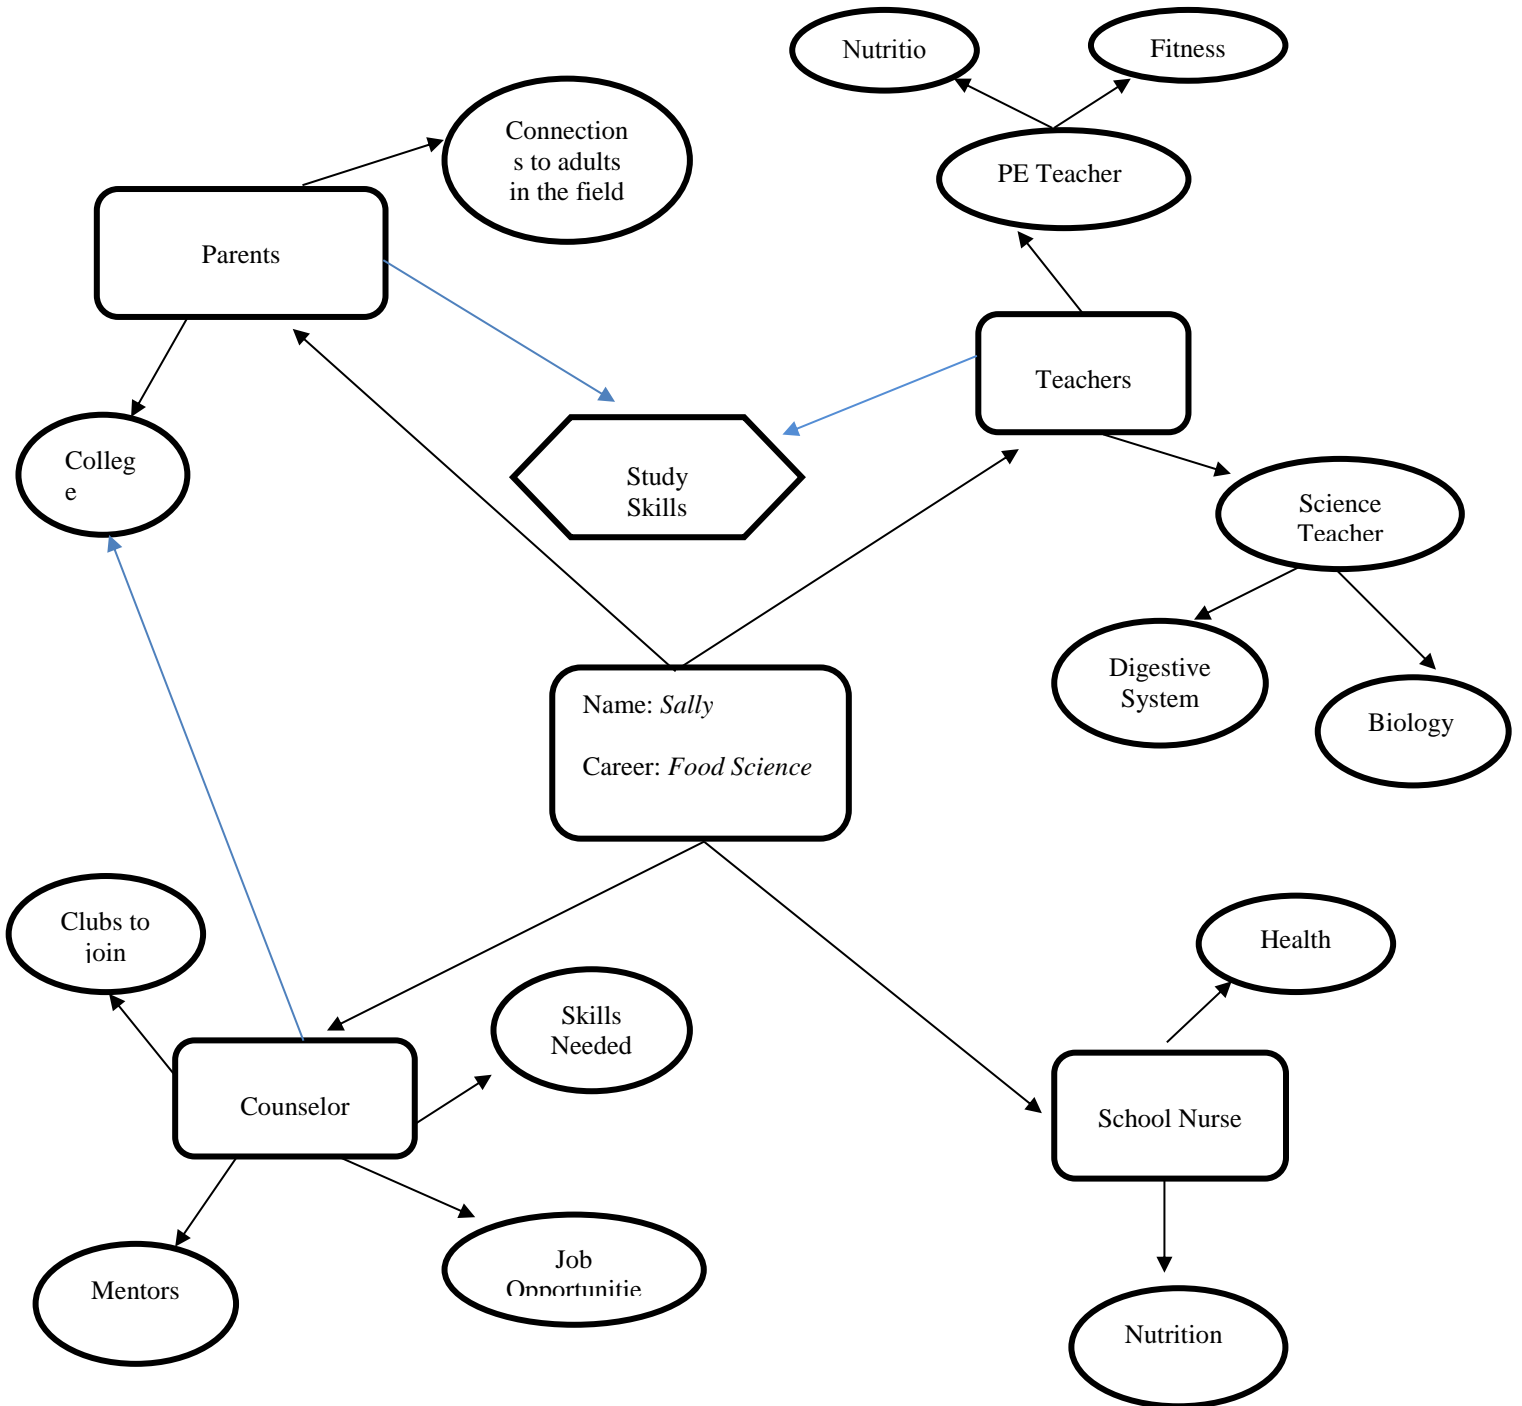 Nutritio
Fitness
Connection
s to adults
in the field
PE Teacher
Parents
Teachers
Colleg
e
Study
Skills
Science
Teacher
Digestive
System
Name: Sally
Biology
Career: Food Science
Clubs to
join
Health
Skills
Needed
Counselor
School Nurse
Job
Opportunitie
Mentors
Nutrition